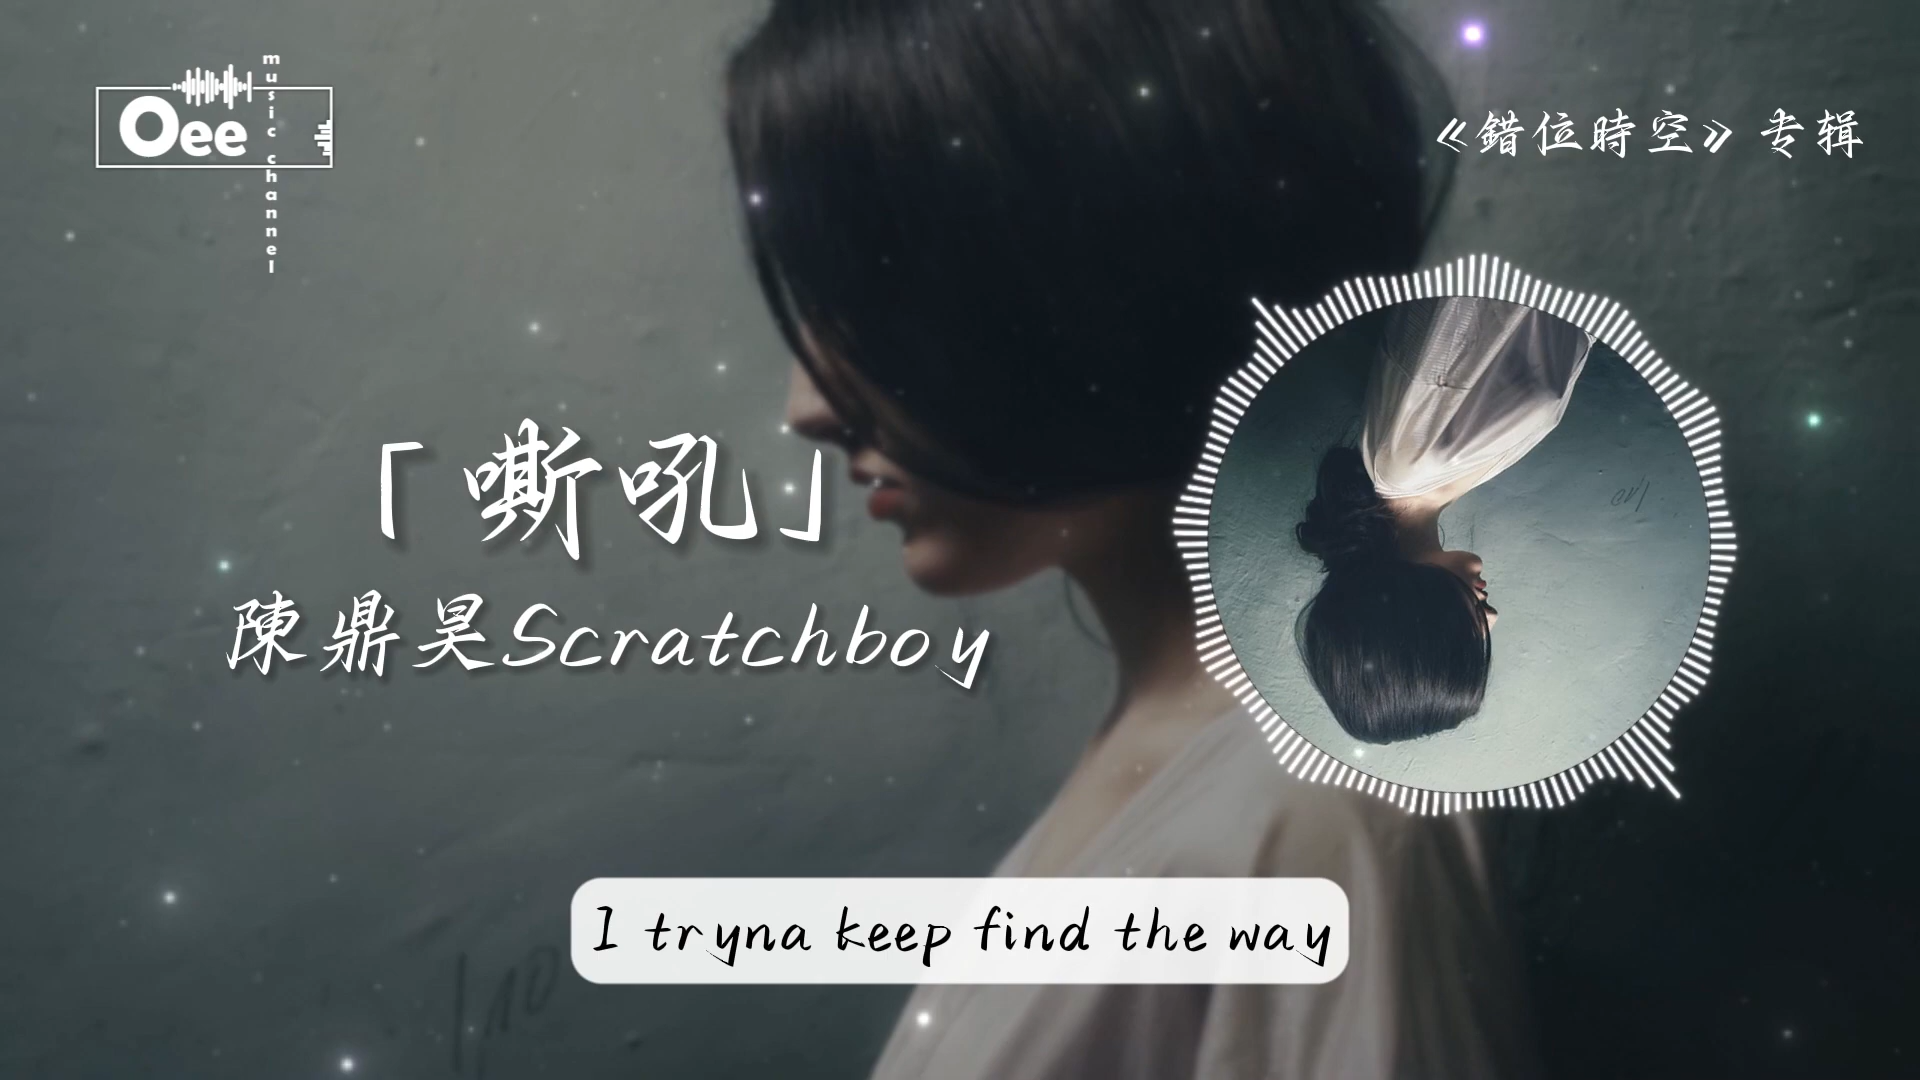 Oee
music channel
《錯位時空》专辑
「嘶吼」
陳鼎昊Scratchboy
I tryna keep find the way